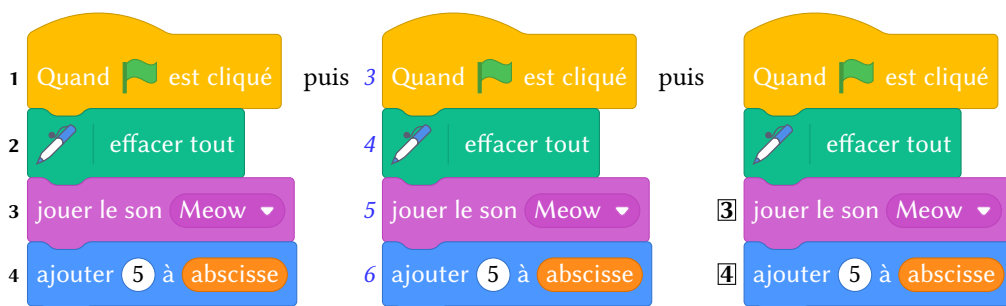 1 Quand est cliqué puis 3 Quand est cliqué puis Quand est cliqué
2 effacer tout 4 effacer tout effacer tout
3 jouer le son Meow 5 jouer le son Meow 3 jouer le son Meow
4 ajouter 5 à abscisse 6 ajouter 5 à abscisse 4 ajouter 5 à abscisse